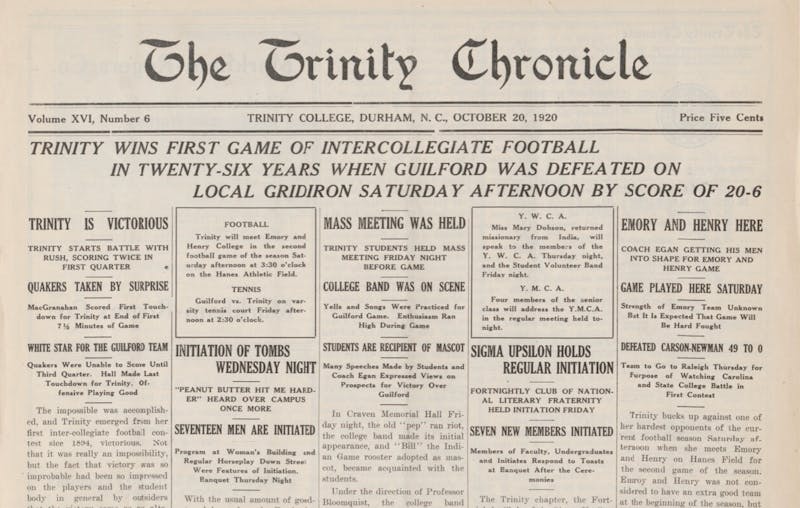 The Trinity Chronicle
Volume XVI, Number 6
TRINITY COLLEGE, DURHAM, N. C., OCTOBER 20, 1920
Price Five Cents
TRINITY WINS FIRST GAME OF INTERCOLLEGIATE FOOTBALL
IN TWENTY-SIX YEARS WHEN GUILFORD WAS DEFEATED ON
LOCAL GRIDIRON SATURDAY AFTERNOON BY SCORE OF 20-6
TRINITY IS VICTORIOUS
TRINITY STARTS BATTLE WITH
RUSH, SCORING TWICE IN
FIRST QUARTER
QUAKERS TAKEN BY SURPRISE
MacGranahan Scored First Touch-
down for Trinity at End of First
7½ Minutes of Game
WHITE STAR FOR THE GUILFORD TEAM
Quakers Were Unable to Score Until
Third Quarter. Hall Made Last
Touchdown for Trinity. Of-
fensive Playing Good
The impossible was accomplish-
ed, and Trinity emerged from her
first inter-collegiate football con-
test size 1894, victorious. Not
that it was really an impossibility,
but the fact that victory was so
improbable had been so impressed
on the players and the student
body in general by outsiders
FOOTBALL
Trinity will meet Emory and
Henry College in the second
football game of the season Sat-
urday afternoon at 3:30 o'clock
on the Hanes Athletic Field.
TENNIS
Guilford vs. Trinity on var-
sity tennis court Friday after-
noon at 2:30 o'clock.
INITIATION OF TOMBS
WEDNESDAY NIGHT
"PEANUT BUTTER HIT ME HARD-
ER" HEARD OVER CAMPUS
ONCE MORE
SEVENTEEN MEN ARE INITIATED
Program at Woman's Building and
Regular Horseplay Down Street
Were Features of Initiation.
Banquet Thursday Night
With the usual amount of good-
MASS MEETING WAS HELD
TRINITY STUDENTS HELD MASS
MEETING FRIDAY NIGHT
BEFORE GAME
COLLEGE BAND WAS ON SCENE
Yells and Songs Were Practiced for
Guilford Game. Enthusiasm Ran
High During Game
STUDENTS ARE RECIPIENT OF MASCOT
Many Speeches Made by Students and
Coach Egan Expressed Views on
Prospects for Victory Over
Guilford
In Craven Memorial Hall Fri-
day night, the old "pep" ran riot,
the college band made its initial
appearance, and "Bill" the Indi-
an Game rooster adopted as mas-
cot, became acquainted with the
students.
Under the direction of Professor
Bloomquist, the college band
Y. W. C. A.
Miss Mary Dobson, returned
missionary from India, will
speak to the members of the
Y. W. C. A. Thursday night,
and the Student Volunteer Band
Friday night.
Y. M. C. A.
Four members of the senior
class will address the Y.M.C.A.
in the regular meeting held to-
night.
SIGMA UPSILON HOLDS
REGULAR INITIATION
FORTNIGHTLY CLUB OF NATION-
AL LITERARY FRATERNITY
HELD INITIATION FRIDAY
SEVEN NEW MEMBERS INITIATED
Members of Faculty, Undergraduates
and Initiates Respond to Toasts
at Banquet After the Cere-
monies
The Trinity chapter, the Fort-
EMORY AND HENRY HERE
COACH EGAN GETTING HIS MEN
INTO SHAPE FOR EMORY AND
HENRY GAME
GAME PLAYED HERE SATURDAY
Strength of Emory Team Unknown
But It is Expected That Game Will
Be Hard Fought
DEFEATED CARSON-NEWMAN 49 TO 0
Team to Go to Raleigh Thursday for
Purpose of Watching Carolina
and State College Battle in
First Contest
Trinity bucks up against one of
her hardest opponents of the cur-
rent football season Saturday af-
ternoon when she meets Emory
and Henry on Hanes Field for
the second game of the season.
Emroy and Henry was not con-
sidered to have an extra good team
at the beginning of the season, but